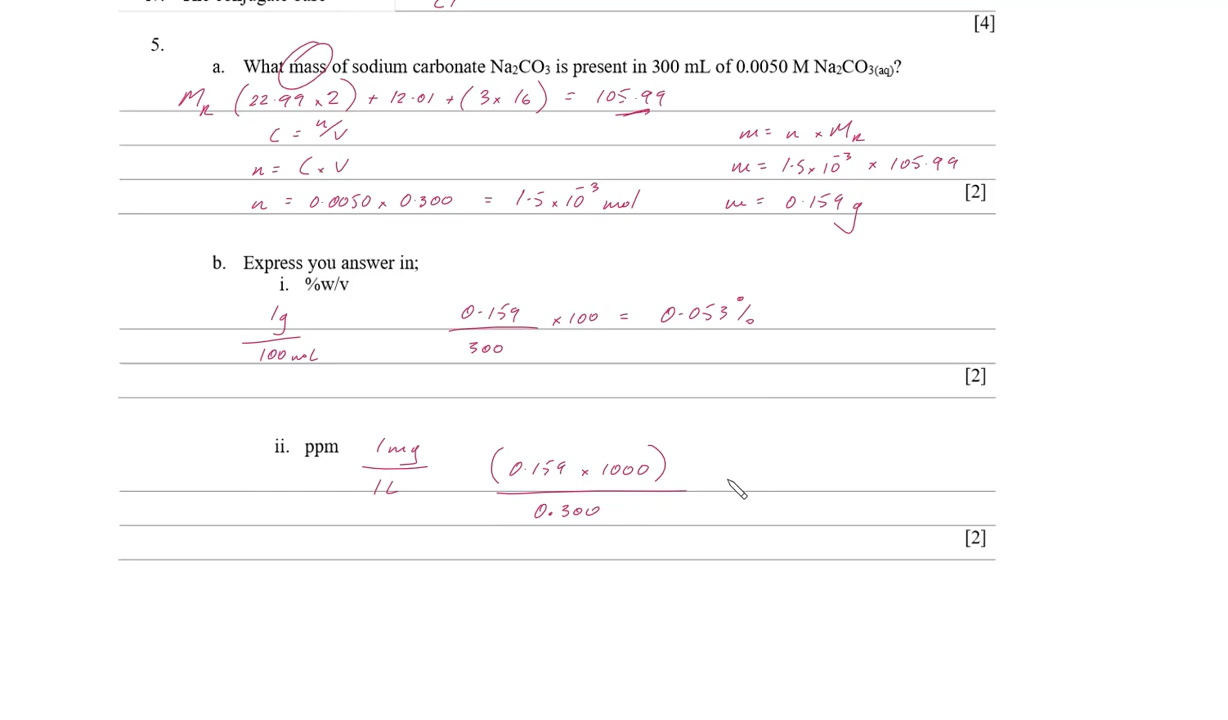 [4]
5.
a. What mass of sodium carbonate Na₂CO₃ is present in 300 mL of 0.0050 M Na₂CO₃(aq)?
MR (22.99 x 2) + 12.01 + (3 x 16) = 105.99
C = n/V
m = n x MR
n = C x V
m = 1.5 x 10⁻³ x 105.99
n = 0.0050 x 0.300 = 1.5 x 10⁻³ mol
m = 0.159 g
[2]
b. Express you answer in;
i. %w/v
1g
100 mL
0.159
300
x 100 = 0.053%
[2]
ii. ppm
1mg
1L
(0.159 x 1000)
0.300
[2]